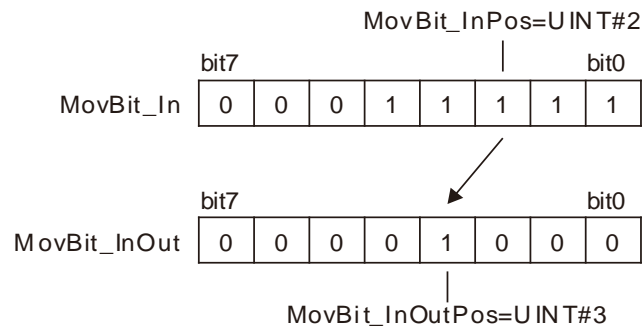 MovBit_InPos=UINT#2
bit7 bit0
MovBit_In 0 0 0 1 1 1 1 1
bit7 bit0
MovBit_InOut 0 0 0 0 1 0 0 0
MovBit_InOutPos=UINT#3